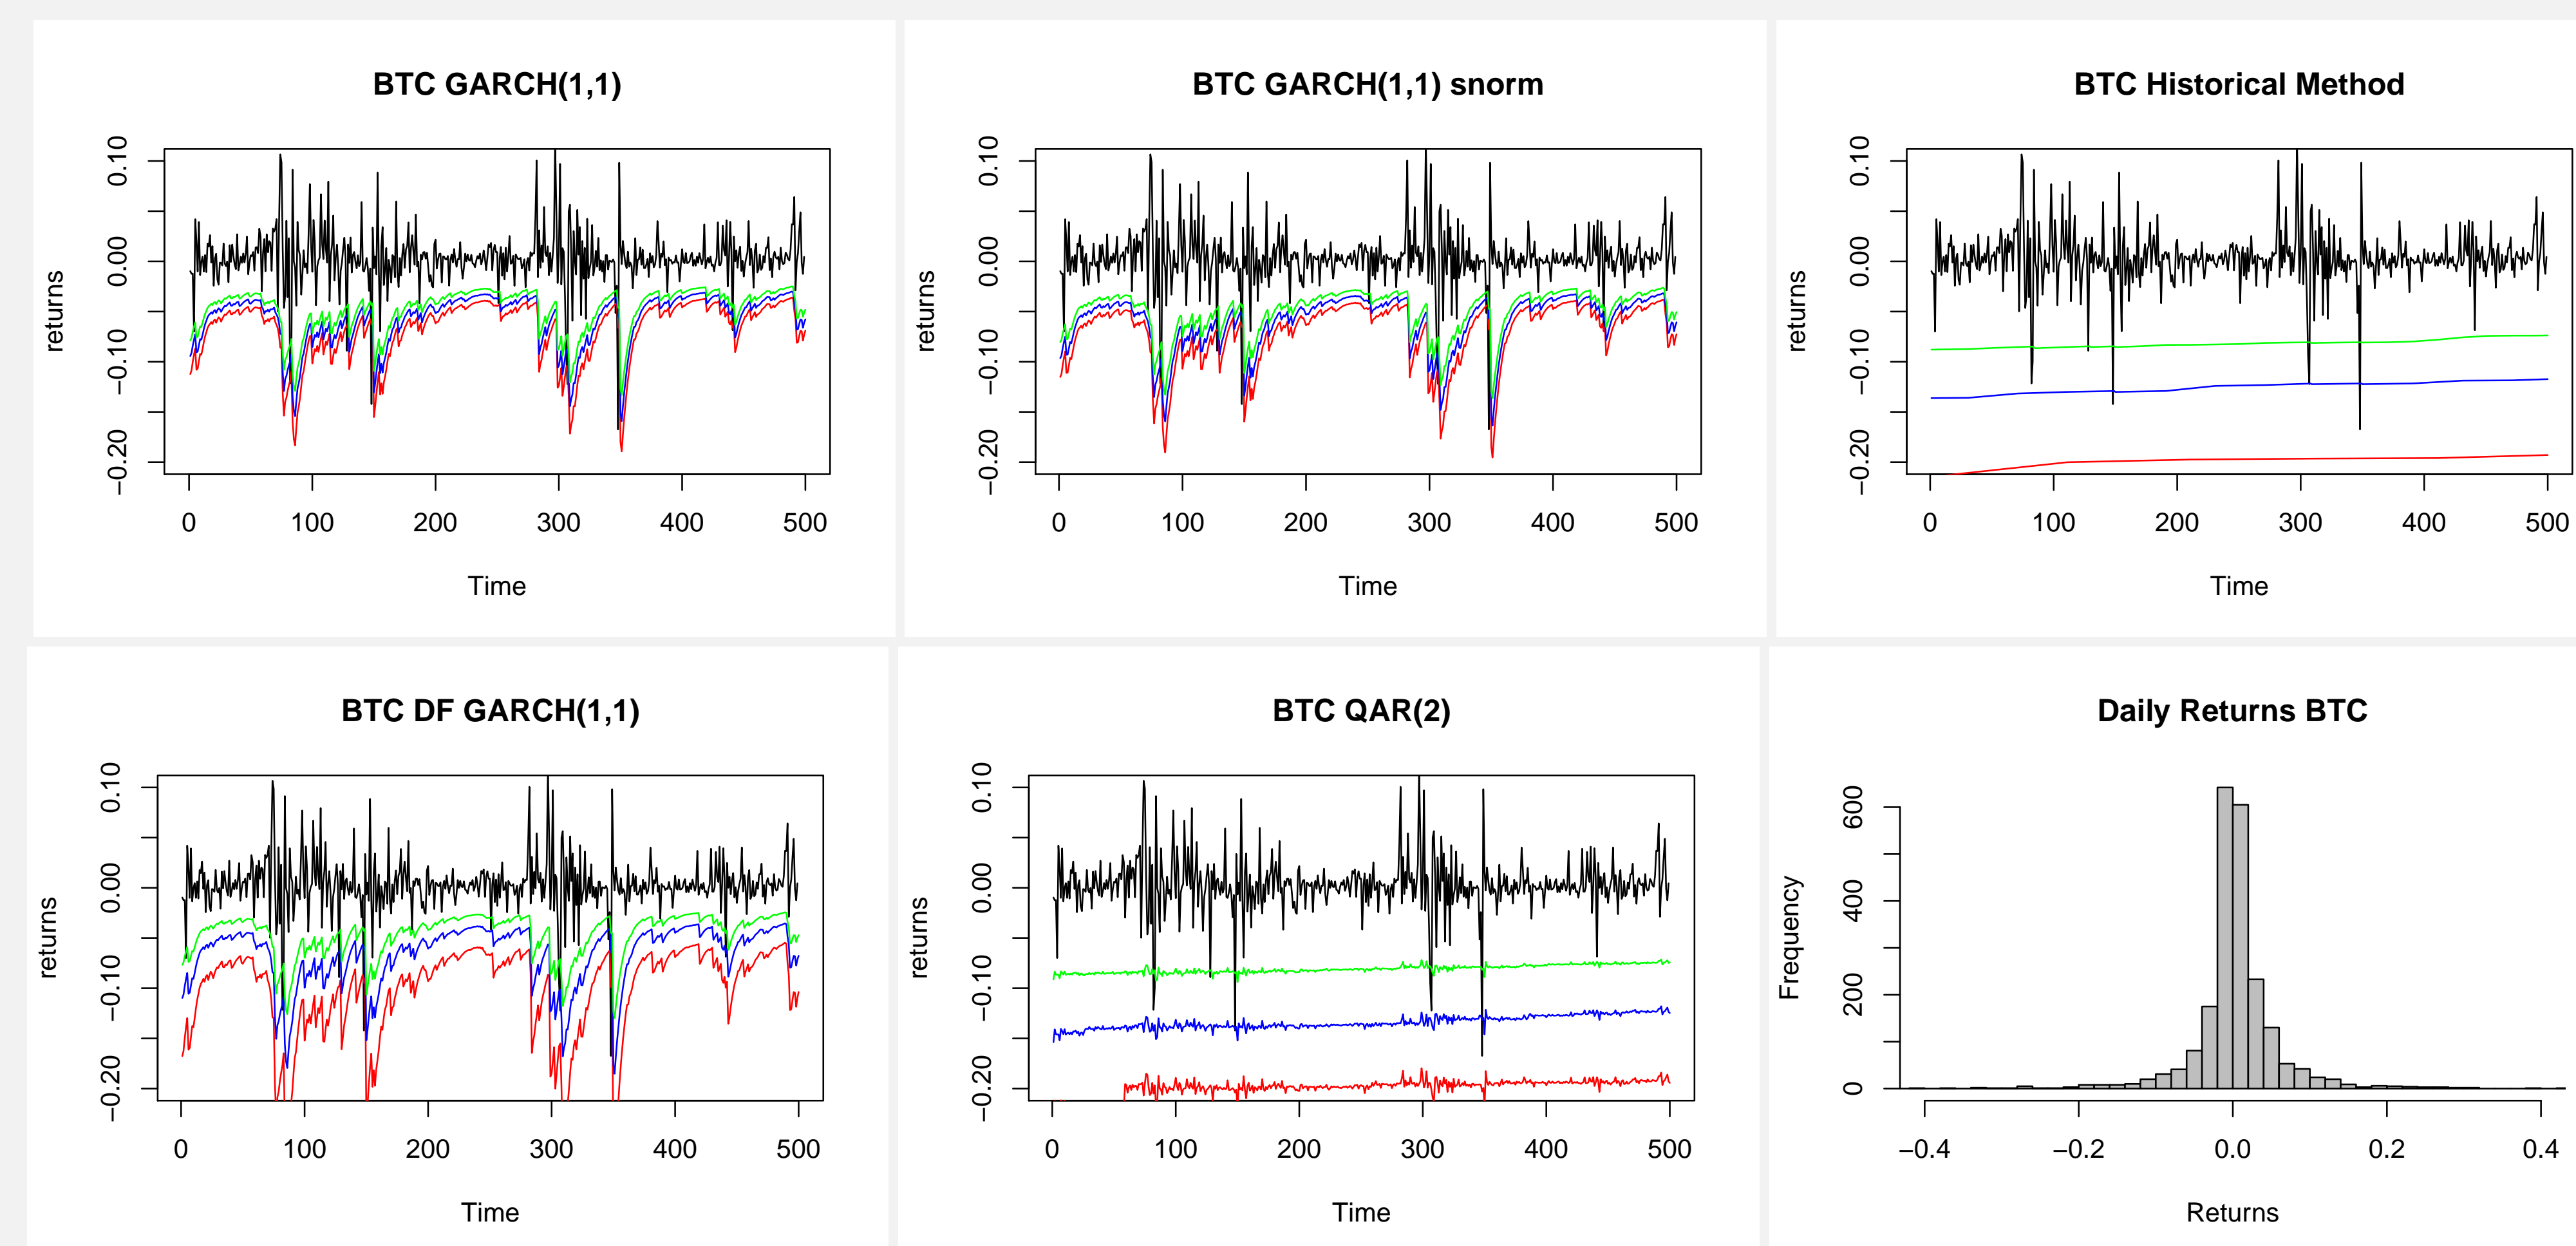 BTC GARCH(1,1)
returns
0.10
0.00
−0.10
−0.20
0 100 200 300 400 500
Time
BTC GARCH(1,1) snorm
returns
0.10
0.00
−0.10
−0.20
0 100 200 300 400 500
Time
BTC Historical Method
returns
0.10
0.00
−0.10
−0.20
0 100 200 300 400 500
Time
BTC DF GARCH(1,1)
returns
0.10
0.00
−0.10
−0.20
0 100 200 300 400 500
Time
BTC QAR(2)
returns
0.10
0.00
−0.10
−0.20
0 100 200 300 400 500
Time
Daily Returns BTC
Frequency
600
400
200
0
−0.4 −0.2 0.0 0.2 0.4
Returns